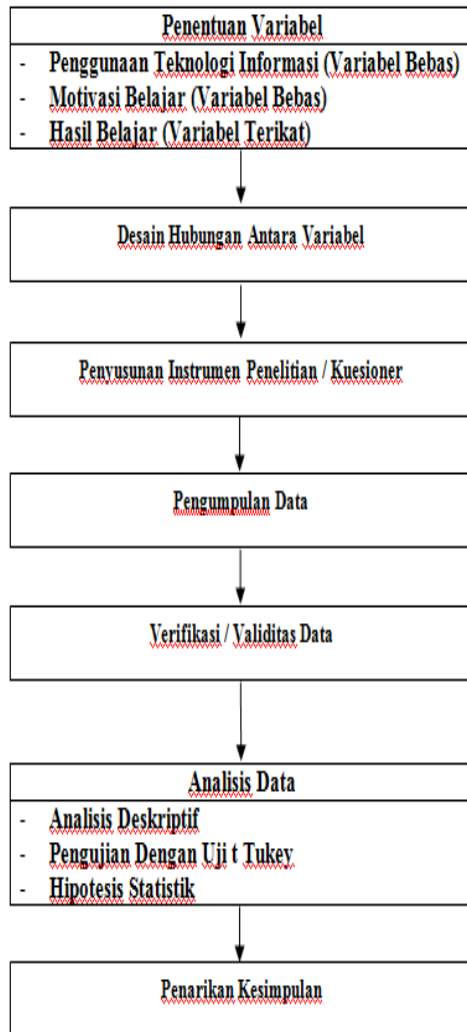 Penentuan Variabel
- Penggunaan Teknologi Informasi (Variabel Bebas)
- Motivasi Belajar (Variabel Bebas)
- Hasil Belajar (Variabel Terikat)
Desain Hubungan Antara Variabel
Penyusunan Instrumen Penelitian / Kuesioner
Pengumpulan Data
Verifikasi / Validitas Data
Analisis Data
- Analisis Deskriptif
- Pengujian Dengan Uji t Tukey
- Hipotesis Statistik
Penarikan Kesimpulan